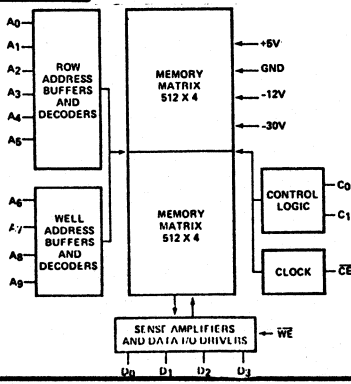 A0
A1
A2
A3
A4
A5
ROW
ADDRESS
BUFFERS
AND
DECODERS
MEMORY
MATRIX
512 X 4
+5V
GND
-12V
-30V
A6
A7
A8
A9
WELL
ADDRESS
BUFFERS
AND
DECODERS
MEMORY
MATRIX
512 X 4
CONTROL
LOGIC
C0
C1
CLOCK
CE
SENSE AMPLIFIERS
AND DATA I/O DRIVERS
WE
D0
D1
D2
D3